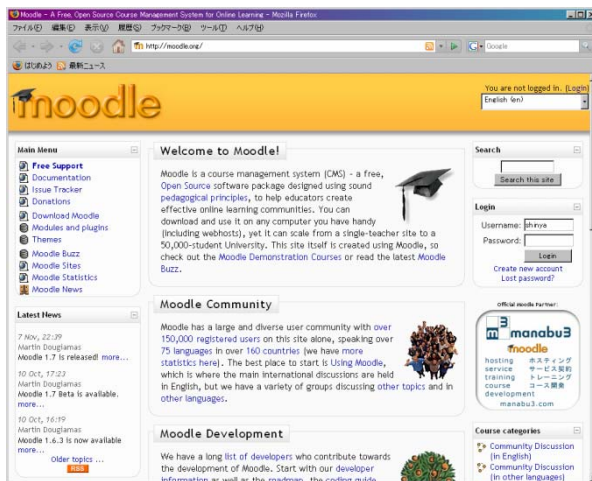 Moodle - A Free, Open Source Course Management System for Online Learning - Mozilla Firefox
ファイル(F) 編集(E) 表示(V) 履歴(S) ブックマーク(B) ツール(T) ヘルプ(H)
http://moodle.org/
Google
はじめよう 最新ニュース
You are not logged in. (Login)
English (en)
moodle
Main Menu
Free Support
Documentation
Issue Tracker
Donations
Download Moodle
Modules and plugins
Themes
Moodle Buzz
Moodle Sites
Moodle Statistics
Moodle News
Latest News
7 Nov, 22:39
Martin Dougiamas
Moodle 1.7 is released! more...
10 Oct, 17:23
Martin Dougiamas
Moodle 1.7 Beta is available.
more...
10 Oct, 16:19
Martin Dougiamas
Moodle 1.6.3 is now available
more...
Older topics ...
RSS
Welcome to Moodle!
Moodle is a course management system (CMS) - a free,
Open Source software package designed using sound
pedagogical principles, to help educators create
effective online learning communities. You can
download and use it on any computer you have handy
(including webhosts), yet it can scale from a single-teacher site to a
50,000-student University. This site itself is created using Moodle, so
check out the Moodle Demonstration Courses or read the latest Moodle
Buzz.
Moodle Community
Moodle has a large and diverse user community with over
150,000 registered users on this site alone, speaking over
75 languages in over 160 countries (we have more
statistics here). The best place to start is Using Moodle,
which is where the main international discussions are held
in English, but we have a variety of groups discussing other topics and in
other languages.
Moodle Development
We have a long list of developers who contribute towards
the development of Moodle. Start with our developer
information as well as the roadmap, the coding guide
Search
Search this site
Login
Username: shinya
Password:
Login
Create new account
Lost password?
Official Moodle Partner:
m3 manabu3
moodle
hosting ホスティング
service サービス契約
training トレーニング
course コース開発
development
manabu3.com
Course categories
Community Discussion
(in English)
Community Discussion
(in other languages)